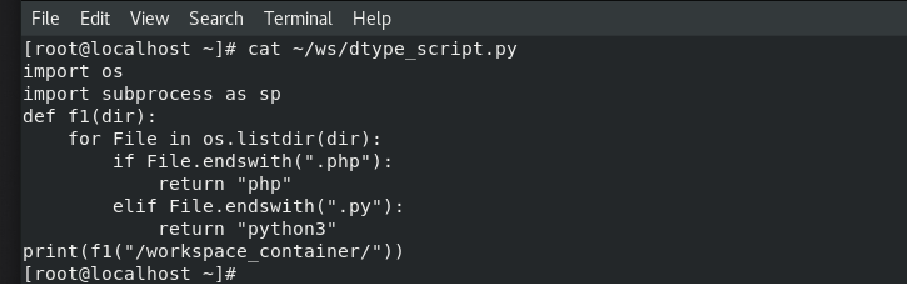 File Edit View Search Terminal Help
[root@localhost ~]# cat ~/ws/dtype_script.py
import os
import subprocess as sp
def f1(dir):
    for File in os.listdir(dir):
        if File.endswith(".php"):
            return "php"
        elif File.endswith(".py"):
            return "python3"
print(f1("/workspace_container/"))
[root@localhost ~]#